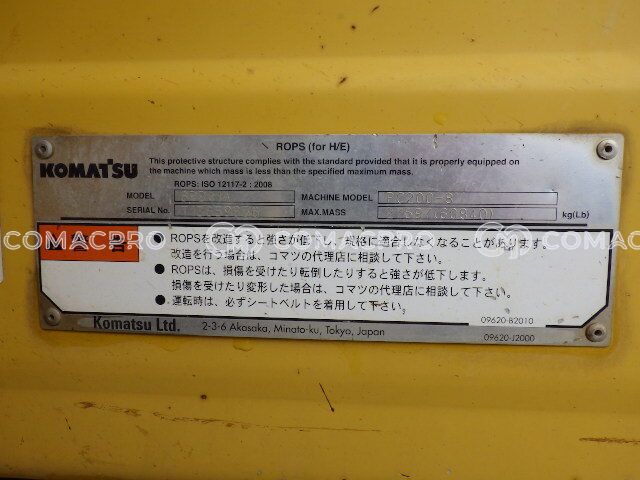 ROPS (for H/E)
KOMATSU
This protective structure complies with the standard provided that it is properly equipped on
the machine which mass is less than the specified maximum mass.
ROPS: ISO 12117-2 : 2008
MODEL
MACHINE MODEL PC200-8
SERIAL No.
MAX.MASS kg(Lb)
警告
● ROPSを改造すると強さが低下し、規格に適合しなくなることがあります。
改造を行う場合は、コマツの代理店に相談して下さい。
● ROPSは、損傷を受けたり転倒したりすると強さが低下します。
損傷を受けたり変形した場合は、コマツの代理店に相談して下さい。
● 運転時は、必ずシートベルトを着用して下さい。
09620-B2010
Komatsu Ltd. 2-3-6 Akasaka, Minato-ku, Tokyo, Japan
09620-J2000
COMACPRO COMACPRO COMACPRO